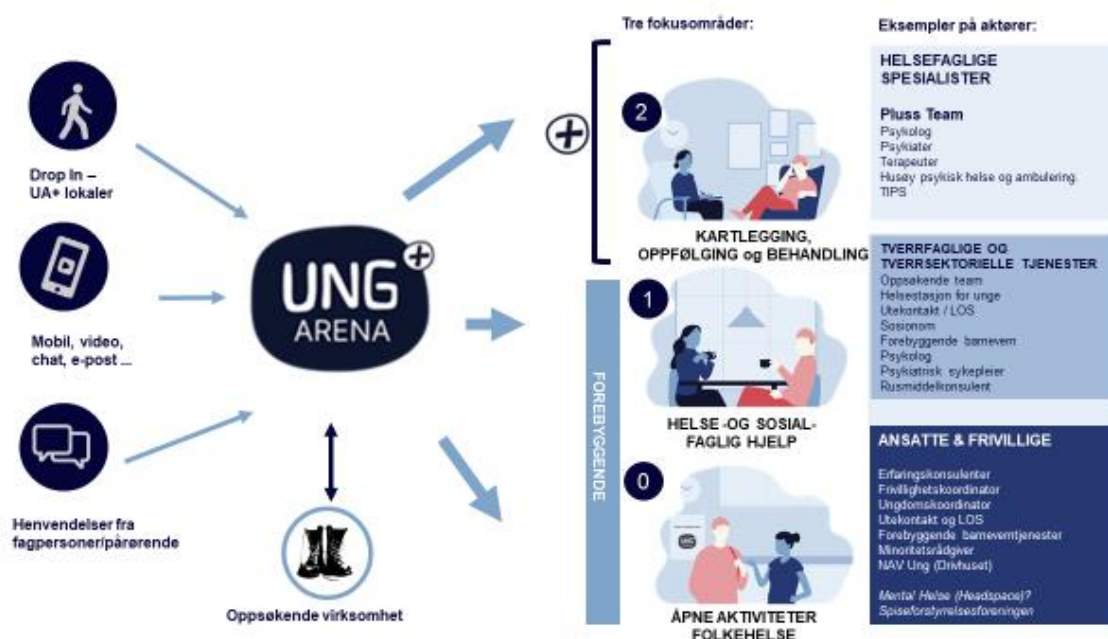 Tre fokusområder:
Eksempler på aktører:
Drop In –
UA+ lokaler
Mobil, video,
chat, e-post ...
Henvendelser fra
fagpersoner/pårørende
UNG
ARENA
+
Oppsøkende virksomhet
+
2
KARTLEGGING,
OPPFØLGING og BEHANDLING
FOREBYGGENDE
1
HELSE -OG SOSIAL-
FAGLIG HJELP
0
UNG
ÅPNE AKTIVITETER
FOLKEHELSE
HELSEFAGLIGE
SPESIALISTER
Pluss Team
Psykolog
Psykiater
Terapeuter
Husøy psykisk helse og ambulering.
TIPS
TVERRFAGLIGE OG
TVERRSEKTORIELLE TJENESTER
Oppsøkende team
Helsestasjon for unge
Utekontakt / LOS
Sosionom
Forebyggende barnevern
Psykolog
Psykiatrisk sykepleier
Rusmiddelkonsulent
ANSATTE & FRIVILLIGE
Erfaringskonsulenter
Frivillighetskoordinator
Ungdomskoordinator
Utekontakt og LOS
Forebyggende barneverntjenester
Minoritetsrådgiver
NAV Ung (Drivhuset)
Mental Helse (Headspace)?
Spiseforstyrrelsesforeningen